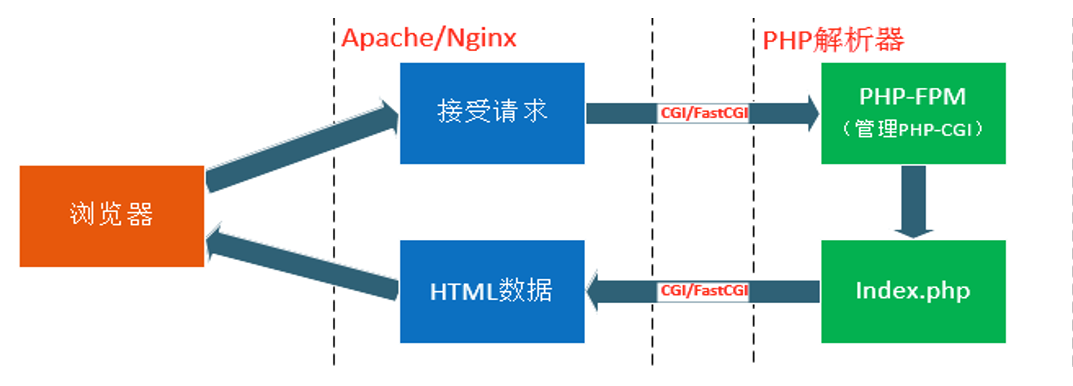 Apache/Nginx
PHP解析器
接受请求
CGI/FastCGI
PHP-FPM
（管理PHP-CGI）
浏览器
HTML数据
CGI/FastCGI
Index.php